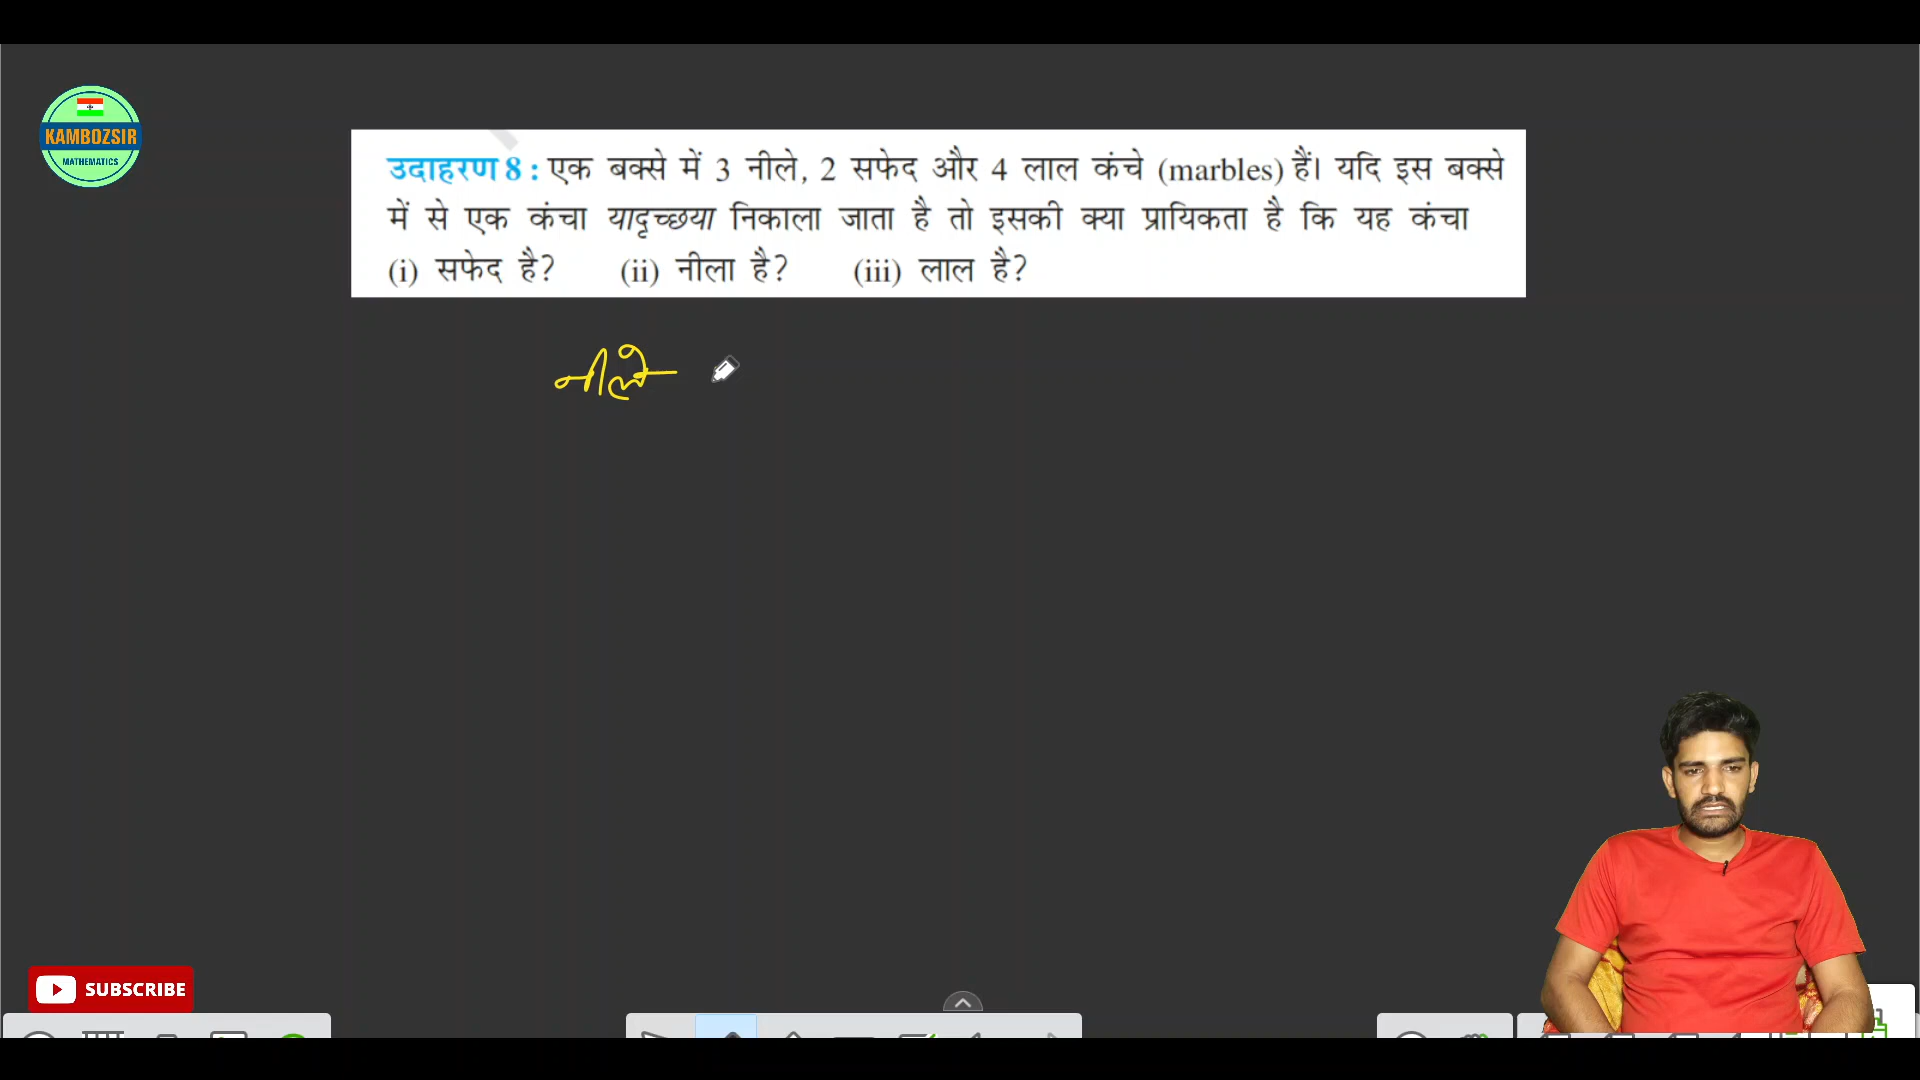 KAMBOZSIR
MATHEMATICS
उदाहरण 8 : एक बक्से में 3 नीले, 2 सफेद और 4 लाल कंचे (marbles) हैं। यदि इस बक्से
में से एक कंचा यादृच्छया निकाला जाता है तो इसकी क्या प्रायिकता है कि यह कंचा
(i) सफेद है? (ii) नीला है? (iii) लाल है?
नीले
SUBSCRIBE